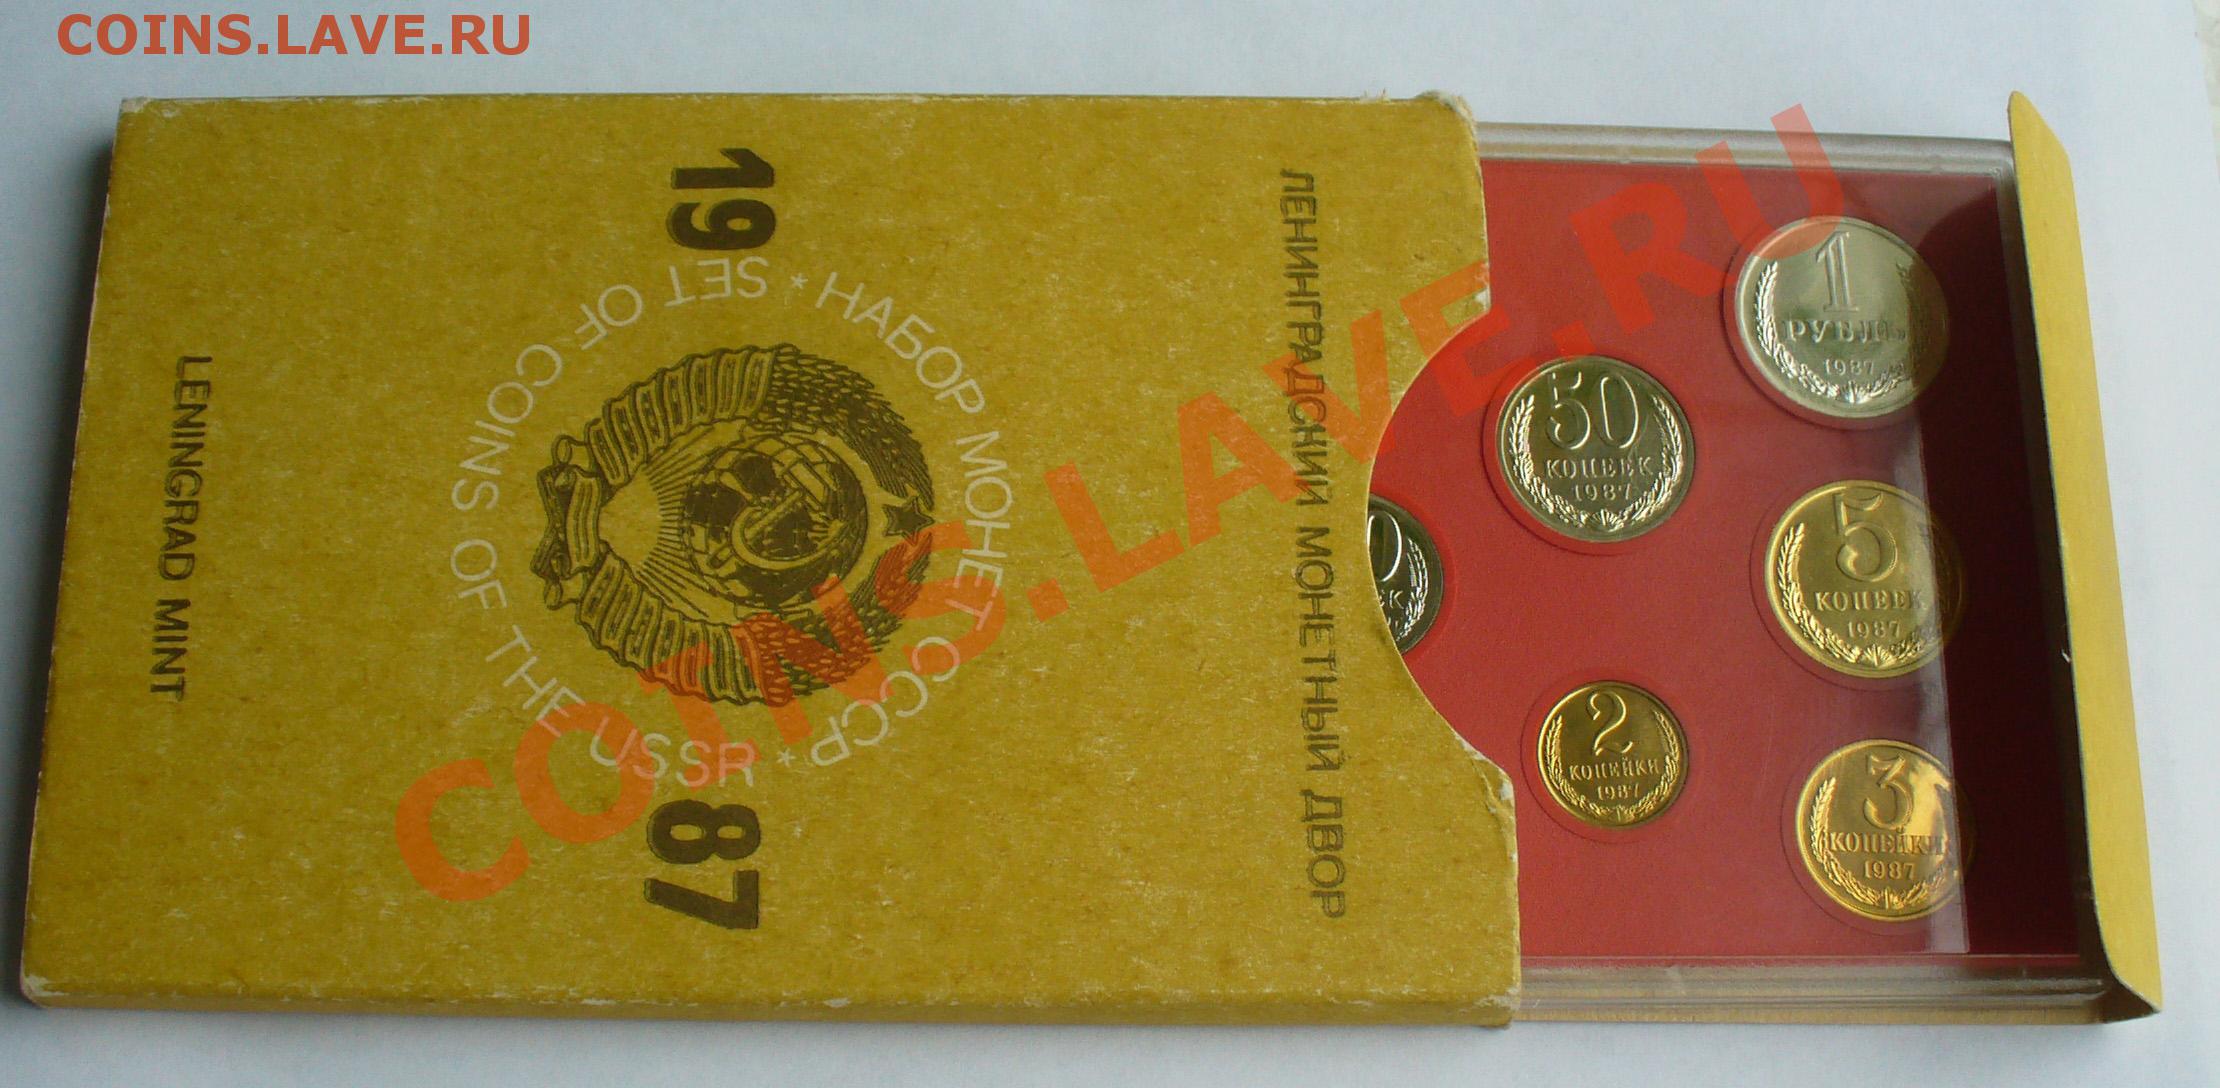 COINS.LAVE.RU
ЛЕНИНГРАДСКИЙ МОНЕТНЫЙ ДВОР
19 87
* НАБОР МОНЕТ СССР *
SET OF COINS OF THE USSR
LENINGRAD MINT
COINS.LAVE.RU
1
РУБЛЬ
1987
50
КОПЕЕК
1987
5
КОПЕЕК
1987
2
КОПЕЙКИ
1987
3
КОПЕЙКИ
1987